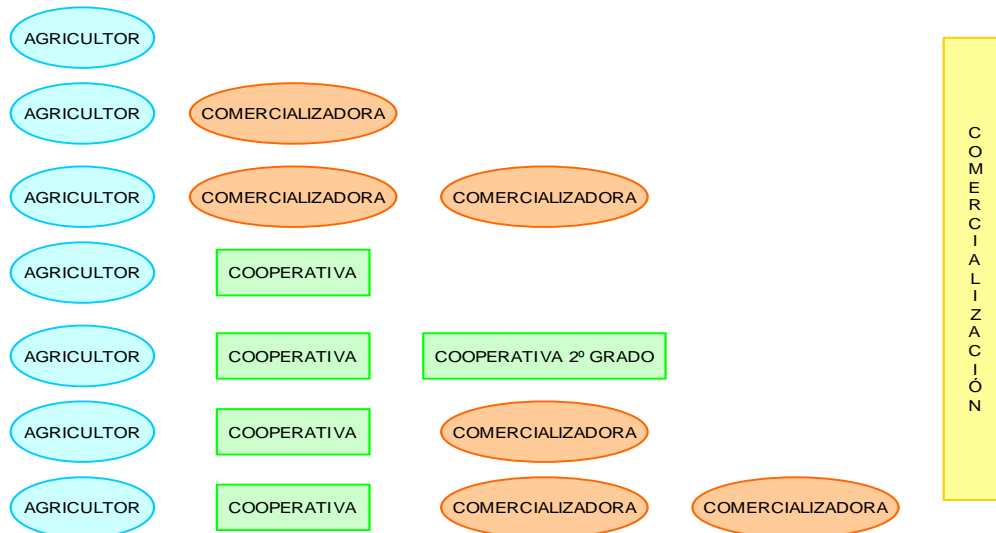 AGRICULTOR
AGRICULTOR COMERCIALIZADORA
AGRICULTOR COMERCIALIZADORA COMERCIALIZADORA
AGRICULTOR COOPERATIVA
AGRICULTOR COOPERATIVA COOPERATIVA 2º GRADO
AGRICULTOR COOPERATIVA COMERCIALIZADORA
AGRICULTOR COOPERATIVA COMERCIALIZADORA COMERCIALIZADORA
COMERCIALIZACIÓN